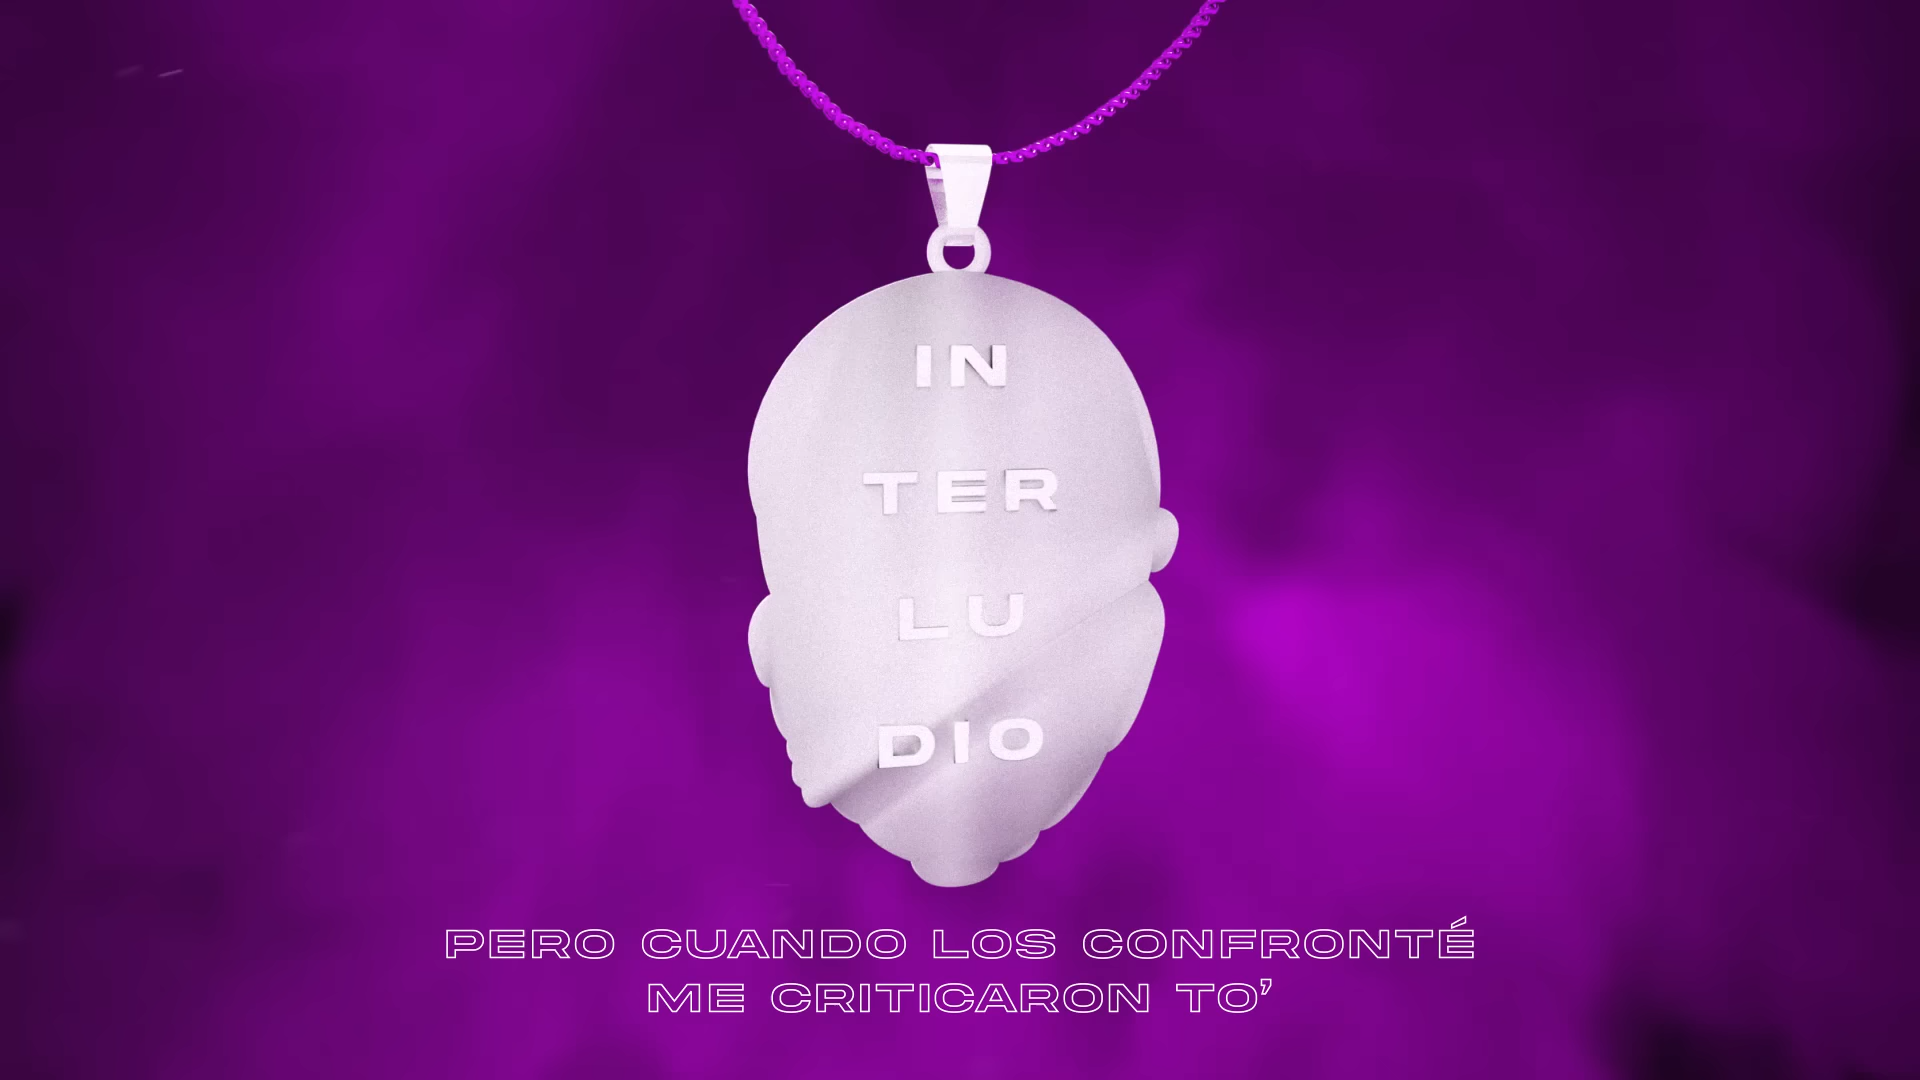 IN
TER
LU
DIO
PERO CUANDO LOS CONFRONTÉ
ME CRITICARON TO’